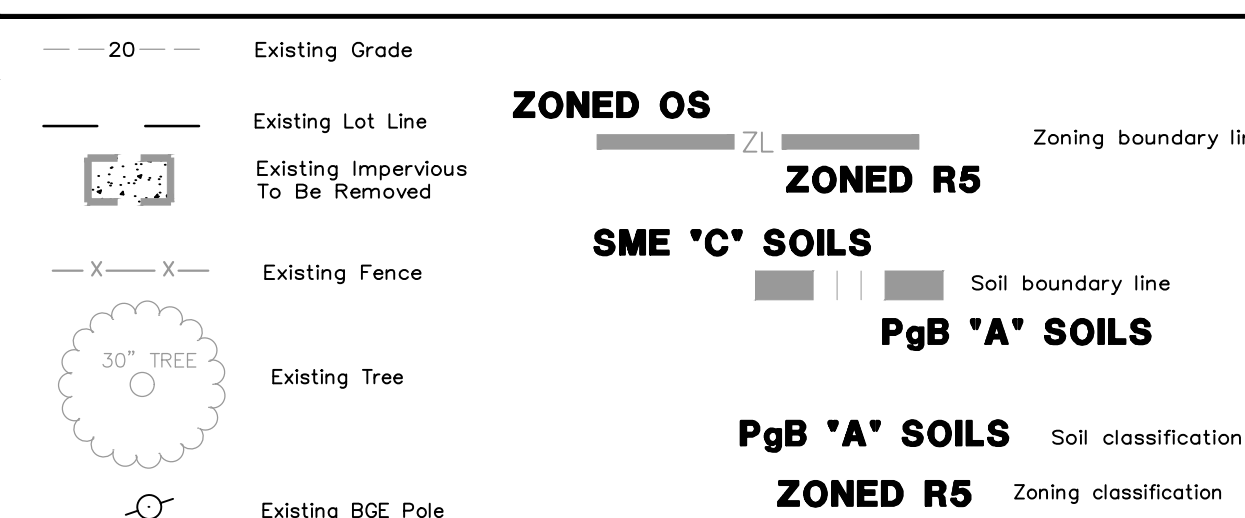 20
Existing Grade
Existing Lot Line
Existing Impervious
To Be Removed
X X
Existing Fence
30" TREE
Existing Tree
Existing BGE Pole
ZONED OS
ZL
Zoning boundary
ZONED R5
SME "C" SOILS
Soil boundary line
PgB "A" SOILS
PgB "A" SOILS
Soil classification
ZONED R5
Zoning classification